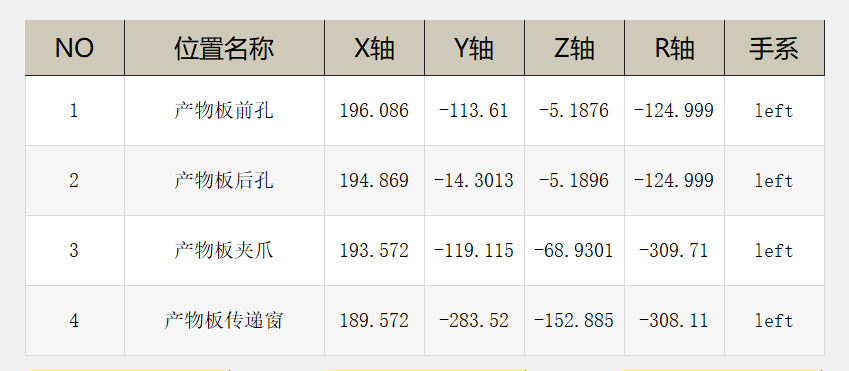 NO 位置名称 X轴 Y轴 Z轴 R轴 手系
1 产物板前孔 196.086 -113.61 -5.1876 -124.999 left
2 产物板后孔 194.869 -14.3013 -5.1896 -124.999 left
3 产物板夹爪 193.572 -119.115 -68.9301 -309.71 left
4 产物板传递窗 189.572 -283.52 -152.885 -308.11 left